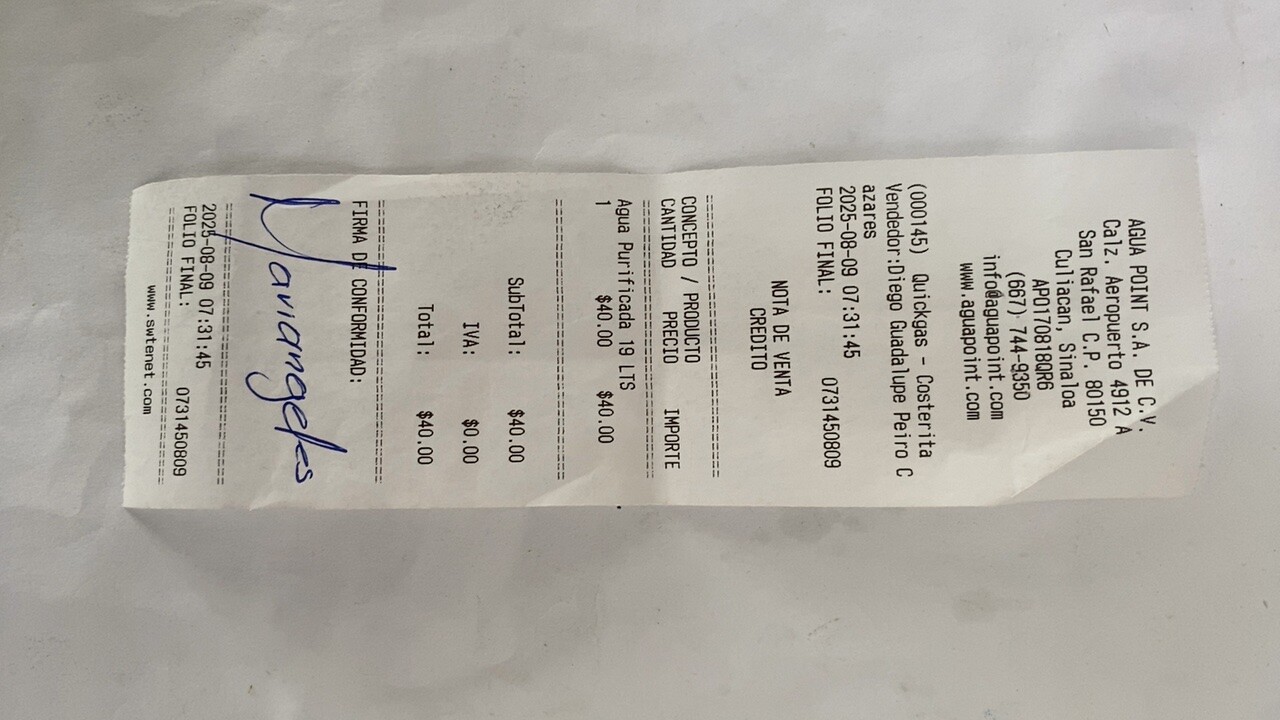 AGUA POINT S.A. DE C.V.
Calz. Aeropuerto 4912 A
San Rafael C.P. 80150
Culiacan, Sinaloa
APO170818QR6
(667) 744-9350
info@aguapoint.com
www.aguapoint.com
(000145) Quickgas - Costerita
Vendedor:Diego Guadalupe Peiro C
azares
2025-08-09 07:31:45
FOLIO FINAL: 0731450809
NOTA DE VENTA
CREDITO
================================
CONCEPTO / PRODUCTO
CANTIDAD PRECIO IMPORTE
================================
Agua Purificada 19 LTS
1 $40.00 $40.00
================================
SubTotal: $40.00
IVA: $0.00
Total: $40.00
================================
FIRMA DE CONFORMIDAD:
Mariangeles
================================
2025-08-09 07:31:45
FOLIO FINAL: 0731450809
================================
www.swtenet.com